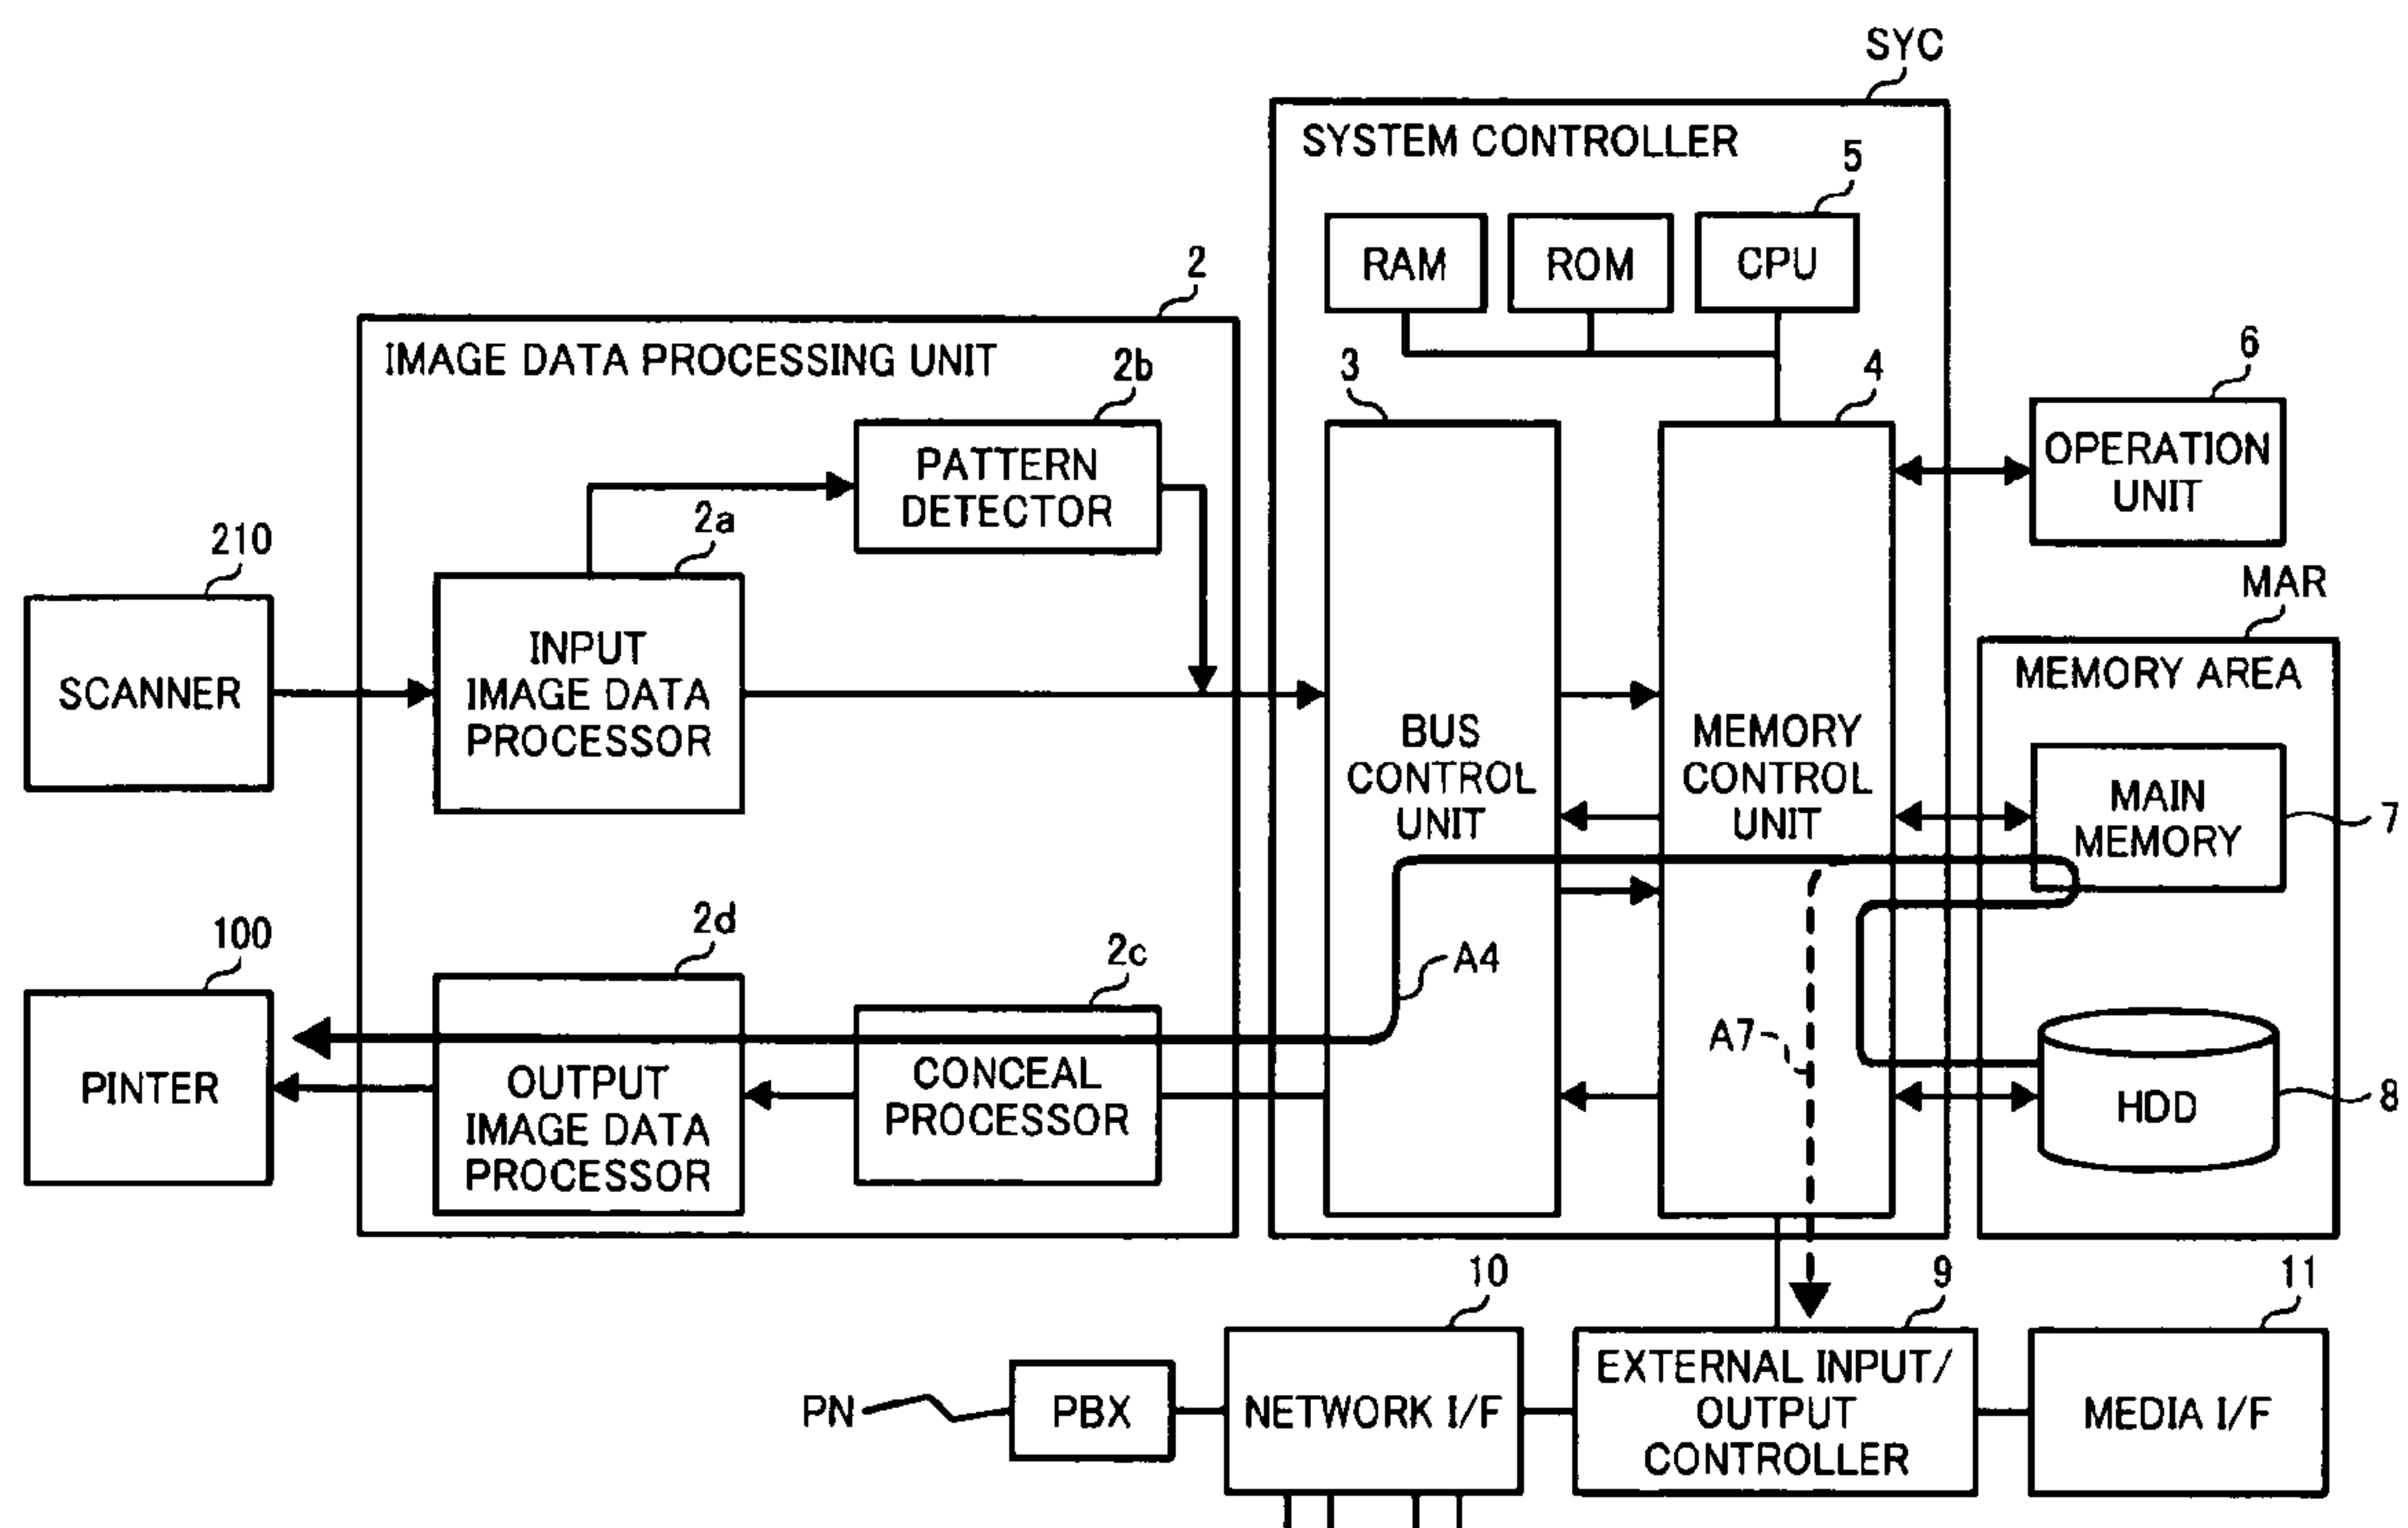 SYC
SYSTEM CONTROLLER
5
RAM
ROM
CPU
2
IMAGE DATA PROCESSING UNIT
2b
PATTERN
DETECTOR
3
4
6
OPERATION
UNIT
210
SCANNER
2a
INPUT
IMAGE DATA
PROCESSOR
BUS
CONTROL
UNIT
MEMORY
CONTROL
UNIT
MAR
MEMORY AREA
MAIN
MEMORY
7
100
PINTER
2d
OUTPUT
IMAGE DATA
PROCESSOR
2c
CONCEAL
PROCESSOR
A4
A7
HDD
8
PN
PBX
10
NETWORK I/F
9
EXTERNAL INPUT/
OUTPUT
CONTROLLER
11
MEDIA I/F